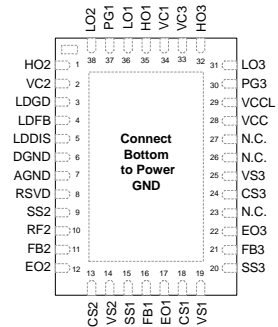 LO2 PG1 LO1 HO1 VC1 VC3 HO3
38 37 36 35 34 33 32
HO2 1
VC2 2
LDGD 3
LDFB 4
LDDIS 5
DGND 6
AGND 7
RSVD 8
SS2 9
RF2 10
FB2 11
EO2 12
Connect
Bottom
to Power
GND
31 LO3
30 PG3
29 VCCL
28 VCC
27 N.C.
26 N.C.
25 VS3
24 CS3
23 N.C.
22 EO3
21 FB3
20 SS3
13 14 15 16 17 18 19
CS2 VS2 SS1 FB1 EO1 CS1 VS1